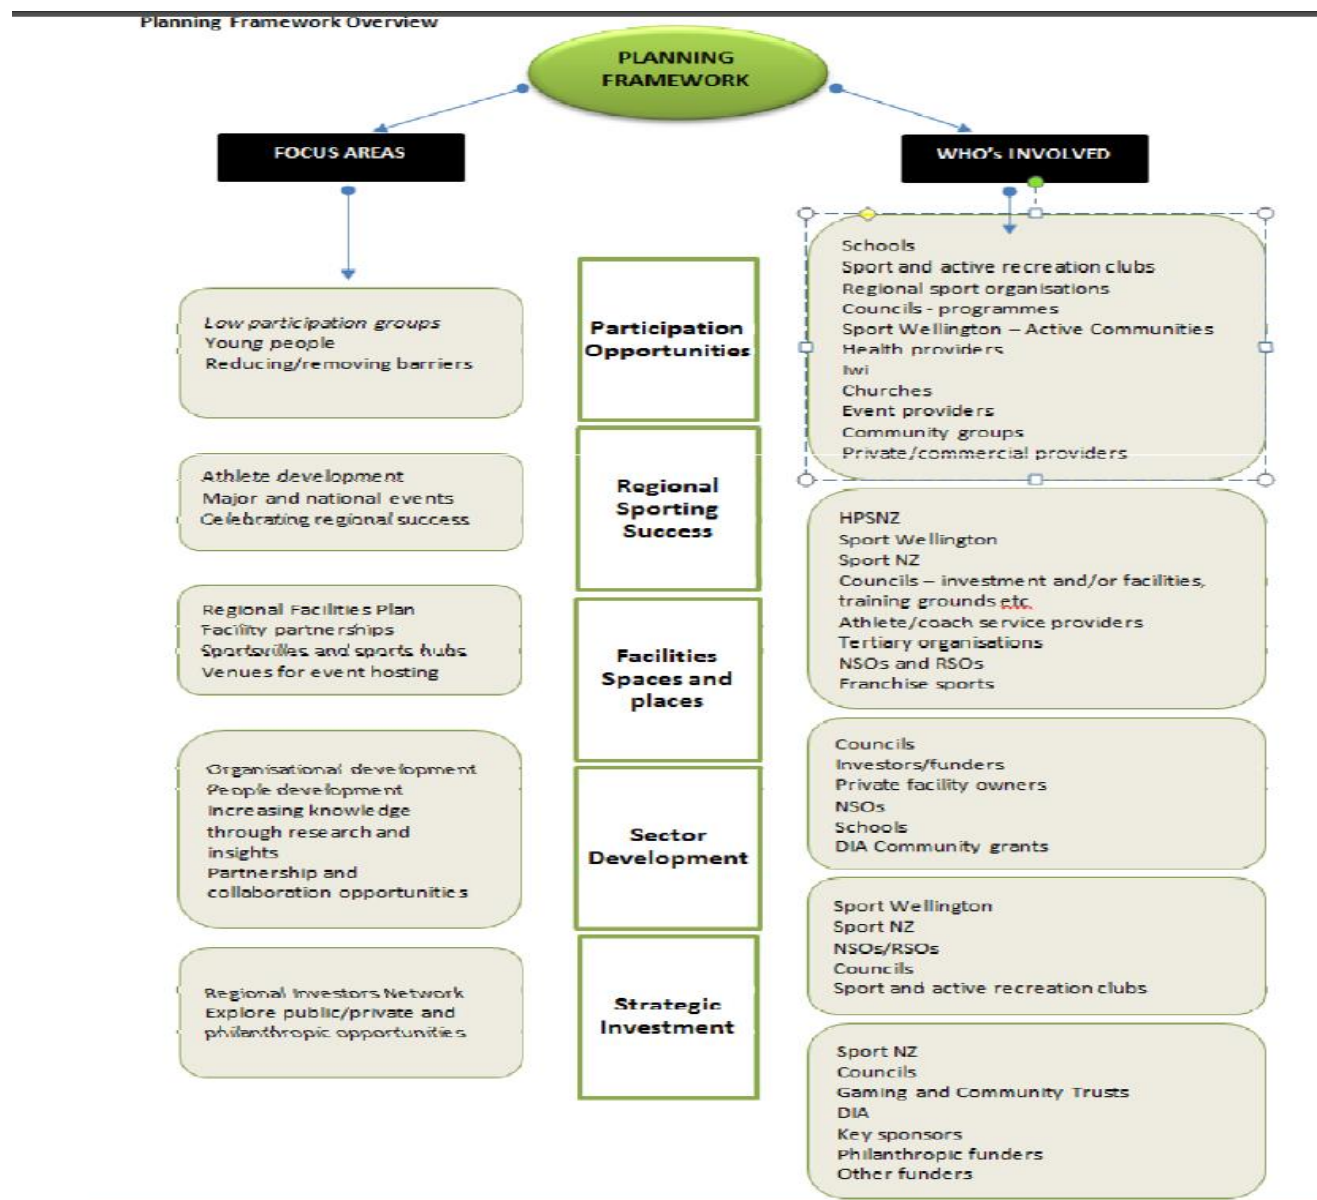 Planning Framework Overview
PLANNING
FRAMEWORK
FOCUS AREAS
WHO's INVOLVED
Low participation groups
Young people
Reducing/removing barriers
Participation
Opportunities
Schools
Sport and active recreation clubs
Regional sport organisations
Councils - programmes
Sport Wellington – Active Communities
Health providers
Iwi
Churches
Event providers
Community groups
Private/commercial providers
Athlete development
Major and national events
Celebrating regional success
Regional
Sporting
Success
HPSNZ
Sport Wellington
Sport NZ
Councils – investment and/or facilities,
training grounds etc
Athlete/coach service providers
Tertiary organisations
NSOs and RSOs
Franchise sports
Regional Facilities Plan
Facility partnerships
Sportsvilles and sports hubs
Venues for event hosting
Facilities
Spaces and
places
Councils
Investors/funders
Private facility owners
NSOs
Schools
DIA Community grants
Organisational development
People development
Increasing knowledge
through research and
insights
Partnership and
collaboration opportunities
Sector
Development
Sport Wellington
Sport NZ
NSOs/RSOs
Councils
Sport and active recreation clubs
Regional Investors Network
Explore public/private and
philanthropic opportunities
Strategic
Investment
Sport NZ
Councils
Gaming and Community Trusts
DIA
Key sponsors
Philanthropic funders
Other funders